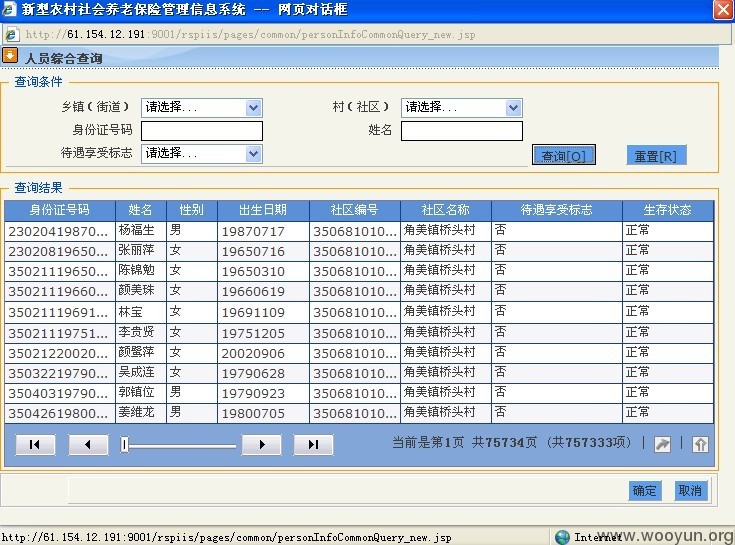 新型农村社会养老保险管理信息系统 -- 网页对话框
http://61.154.12.191:9001/rspiis/pages/common/personInfoCommonQuery_new.jsp
人员综合查询
查询条件
乡镇（街道） 请选择... 村（社区） 请选择...
身份证号码 姓名
待遇享受标志 请选择... 查询[O] 重置[R]
查询结果
身份证号码 姓名 性别 出生日期 社区编号 社区名称 待遇享受标志 生存状态
23020419870... 杨福生 男 19870717 350681010... 角美镇桥头村 否 正常
23020819650... 张丽萍 女 19650716 350681010... 角美镇桥头村 否 正常
35021119650... 陈锦勉 女 19650310 350681010... 角美镇桥头村 否 正常
35021119660... 颜美珠 女 19660619 350681010... 角美镇桥头村 否 正常
35021119691... 林宝 女 19691109 350681010... 角美镇桥头村 否 正常
35021119751... 李贵贤 女 19751205 350681010... 角美镇桥头村 否 正常
35021220020... 颜鹭萍 女 20020906 350681010... 角美镇桥头村 否 正常
35032219790... 吴成连 女 19790628 350681010... 角美镇桥头村 否 正常
35040319790... 郭镇位 男 19790923 350681010... 角美镇桥头村 否 正常
35042619800... 姜维龙 男 19800705 350681010... 角美镇桥头村 否 正常
当前是第1页 共75734页 （共757333项）
确定 取消
http://61.154.12.191:9001/rspiis/pages/common/personInfoCommonQuery_new.jsp Internet
www.wooyun.org